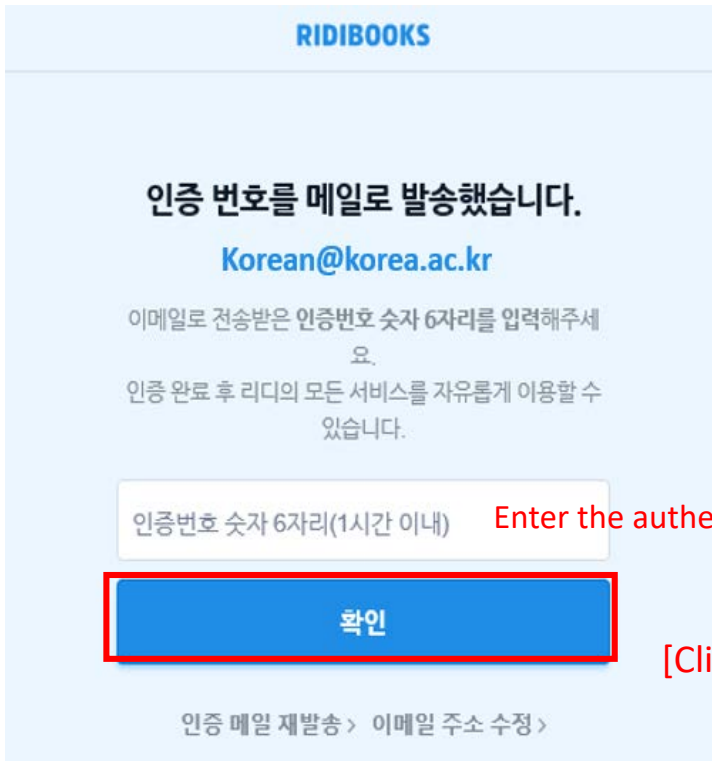 RIDIBOOKS
인증 번호를 메일로 발송했습니다.
Korean@korea.ac.kr
이메일로 전송받은 인증번호 숫자 6자리를 입력해주세
요.
인증 완료 후 리디의 모든 서비스를 자유롭게 이용할 수
있습니다.
인증번호 숫자 6자리(1시간 이내) Enter the authe
확인
[Cli
인증 메일 재발송 > 이메일 주소 수정 >